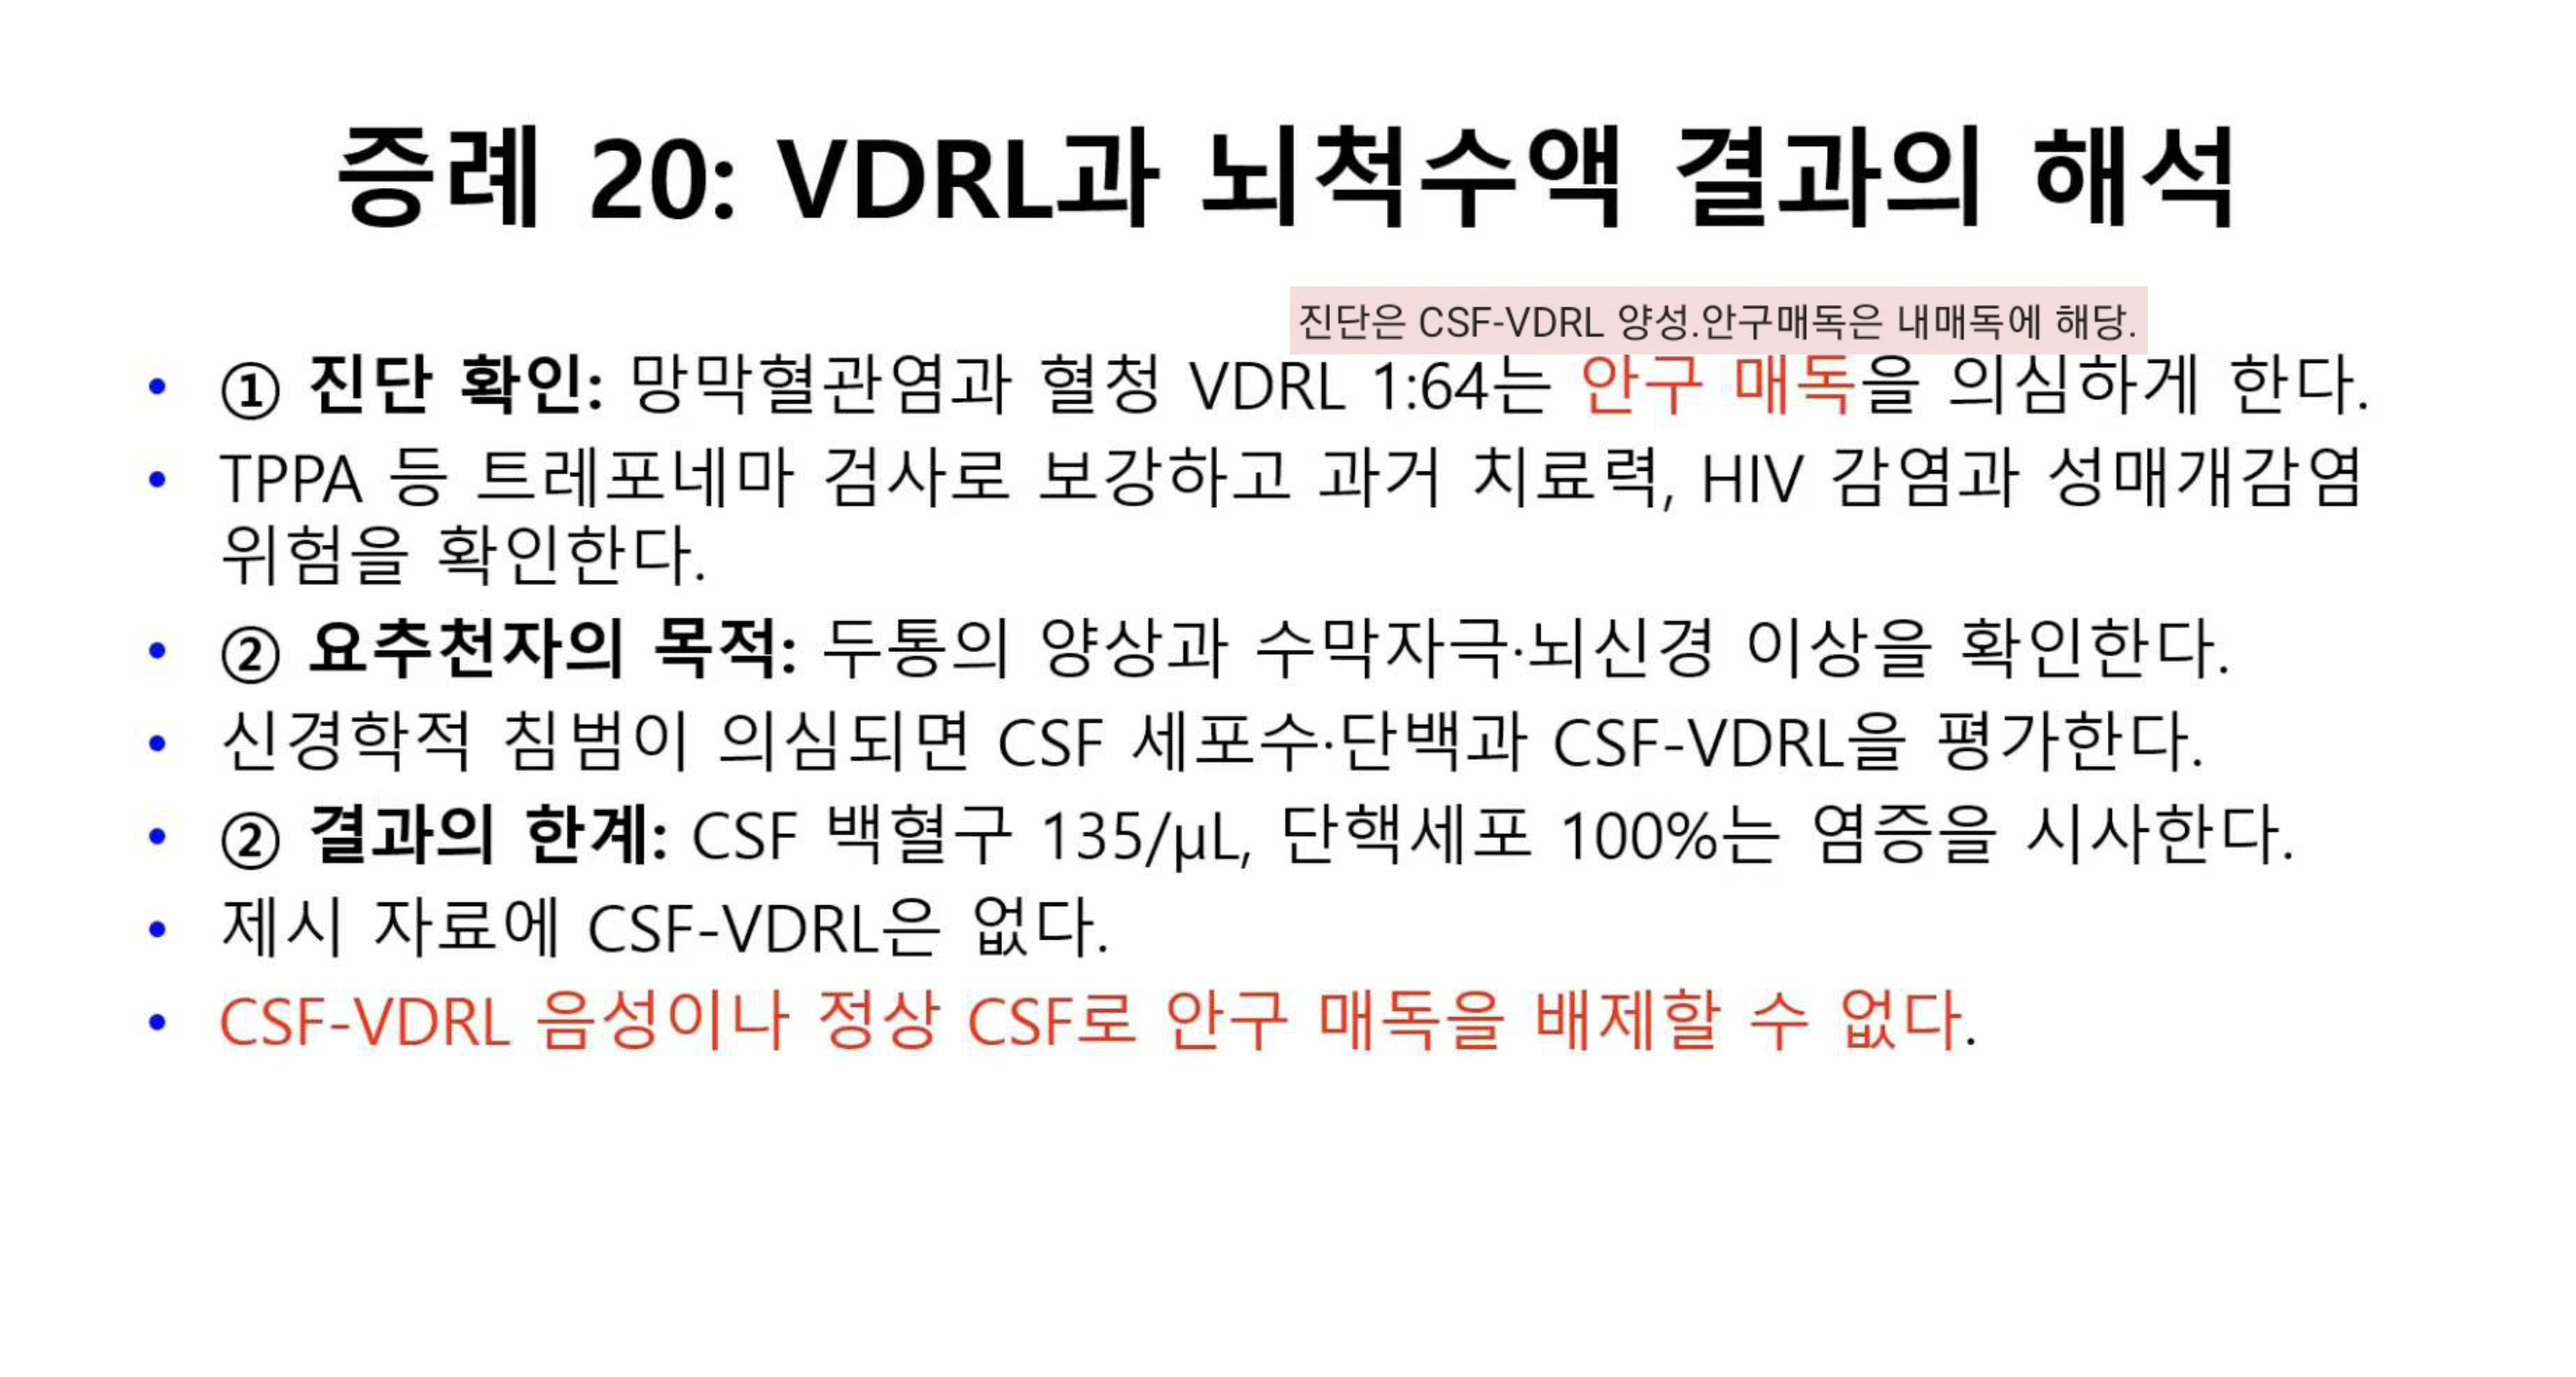 증례 20: VDRL과 뇌척수액 결과의 해석
진단은 CSF-VDRL 양성.안구매독은 내매독에 해당.
• ① 진단 확인: 망막혈관염과 혈청 VDRL 1:64는 안구 매독을 의심하게 한다.
• TPPA 등 트레포네마 검사로 보강하고 과거 치료력, HIV 감염과 성매개감염
위험을 확인한다.
• ② 요추천자의 목적: 두통의 양상과 수막자극·뇌신경 이상을 확인한다.
• 신경학적 침범이 의심되면 CSF 세포수·단백과 CSF-VDRL을 평가한다.
• ② 결과의 한계: CSF 백혈구 135/μL, 단핵세포 100%는 염증을 시사한다.
• 제시 자료에 CSF-VDRL은 없다.
• CSF-VDRL 음성이나 정상 CSF로 안구 매독을 배제할 수 없다.